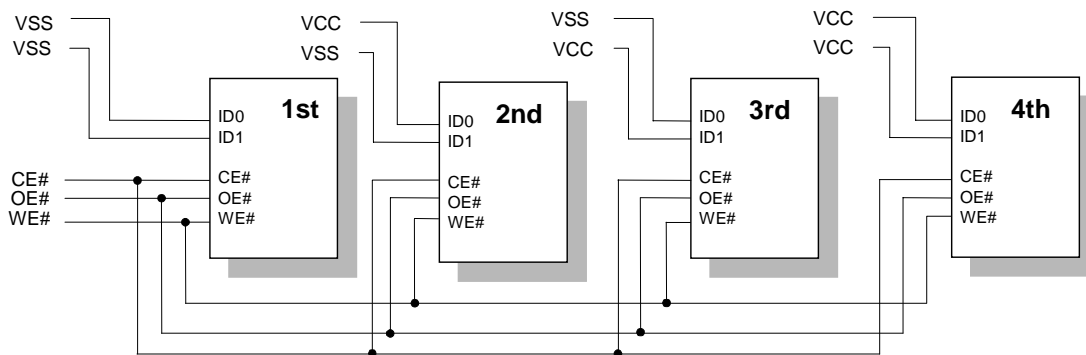 VSS
VSS
VCC
VSS
VSS
VCC
VCC
VCC
1st
ID0
ID1
CE#
OE#
WE#
2nd
ID0
ID1
CE#
OE#
WE#
3rd
ID0
ID1
CE#
OE#
WE#
4th
ID0
ID1
CE#
OE#
WE#
CE#
OE#
WE#